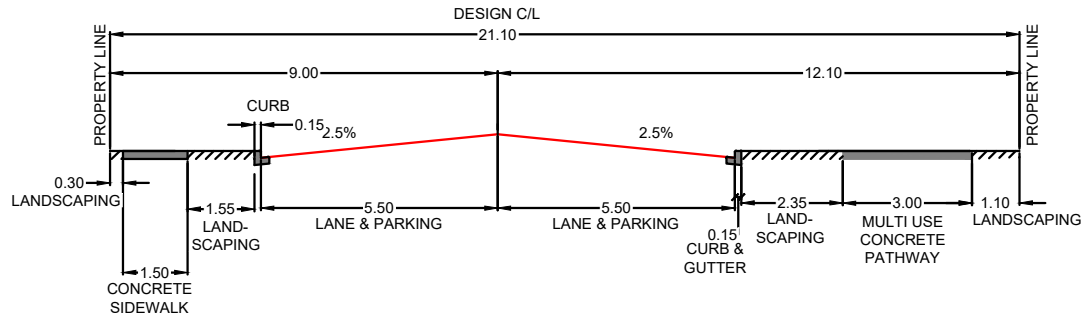 DESIGN C/L
21.10
PROPERTY LINE
PROPERTY LINE
9.00
12.10
CURB
0.15
2.5%
2.5%
0.30
LANDSCAPING
1.55
LAND-
SCAPING
5.50
LANE & PARKING
5.50
LANE & PARKING
0.15
CURB &
GUTTER
2.35
LAND-
SCAPING
3.00
MULTI USE
CONCRETE
PATHWAY
1.10
LANDSCAPING
1.50
CONCRETE
SIDEWALK